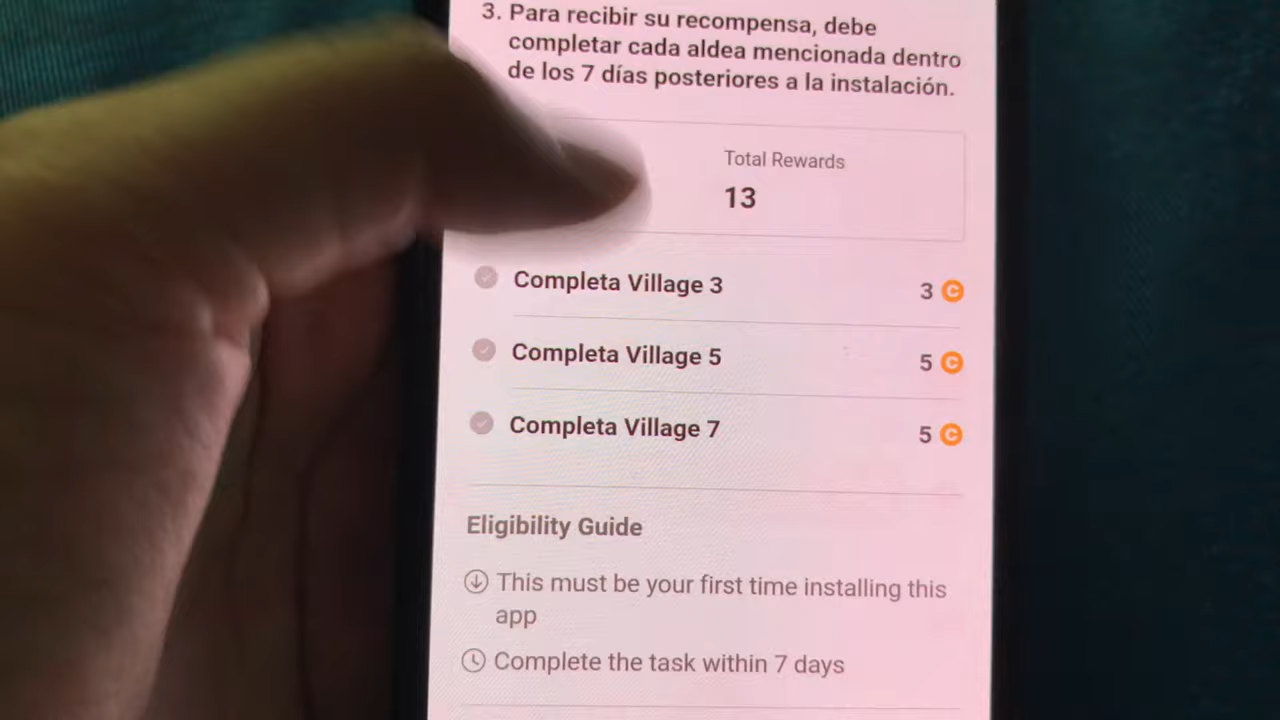 3. Para recibir su recompensa, debe
completar cada aldea mencionada dentro
de los 7 días posteriores a la instalación.
Total Rewards
13
Completa Village 3
3 C
Completa Village 5
5 C
Completa Village 7
5 C
Eligibility Guide
This must be your first time installing this
app
Complete the task within 7 days